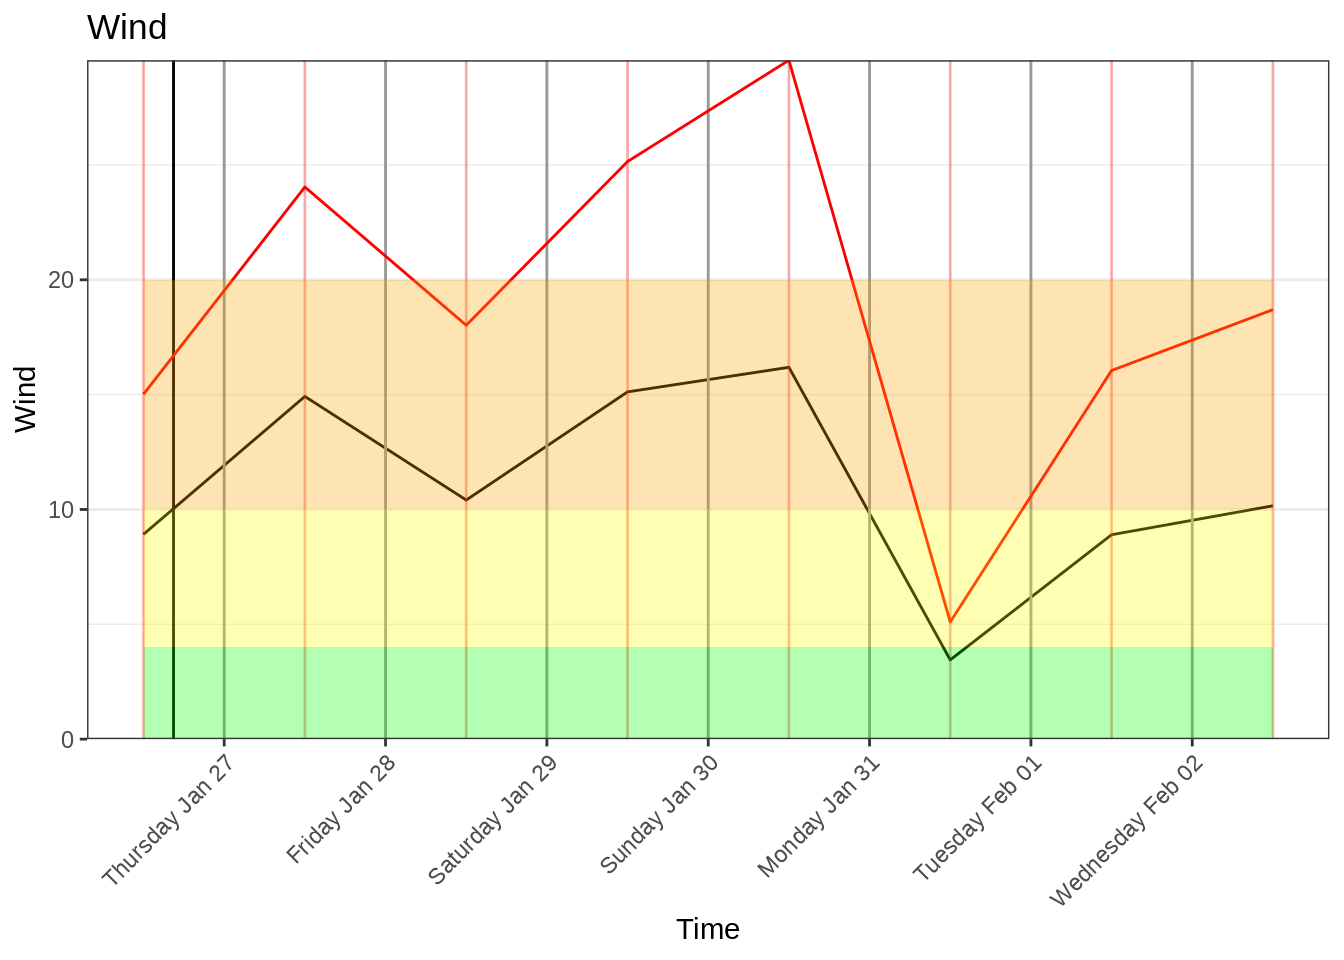 Wind
Wind
20
10
0
Thursday Jan 27
Friday Jan 28
Saturday Jan 29
Sunday Jan 30
Monday Jan 31
Tuesday Feb 01
Wednesday Feb 02
Time